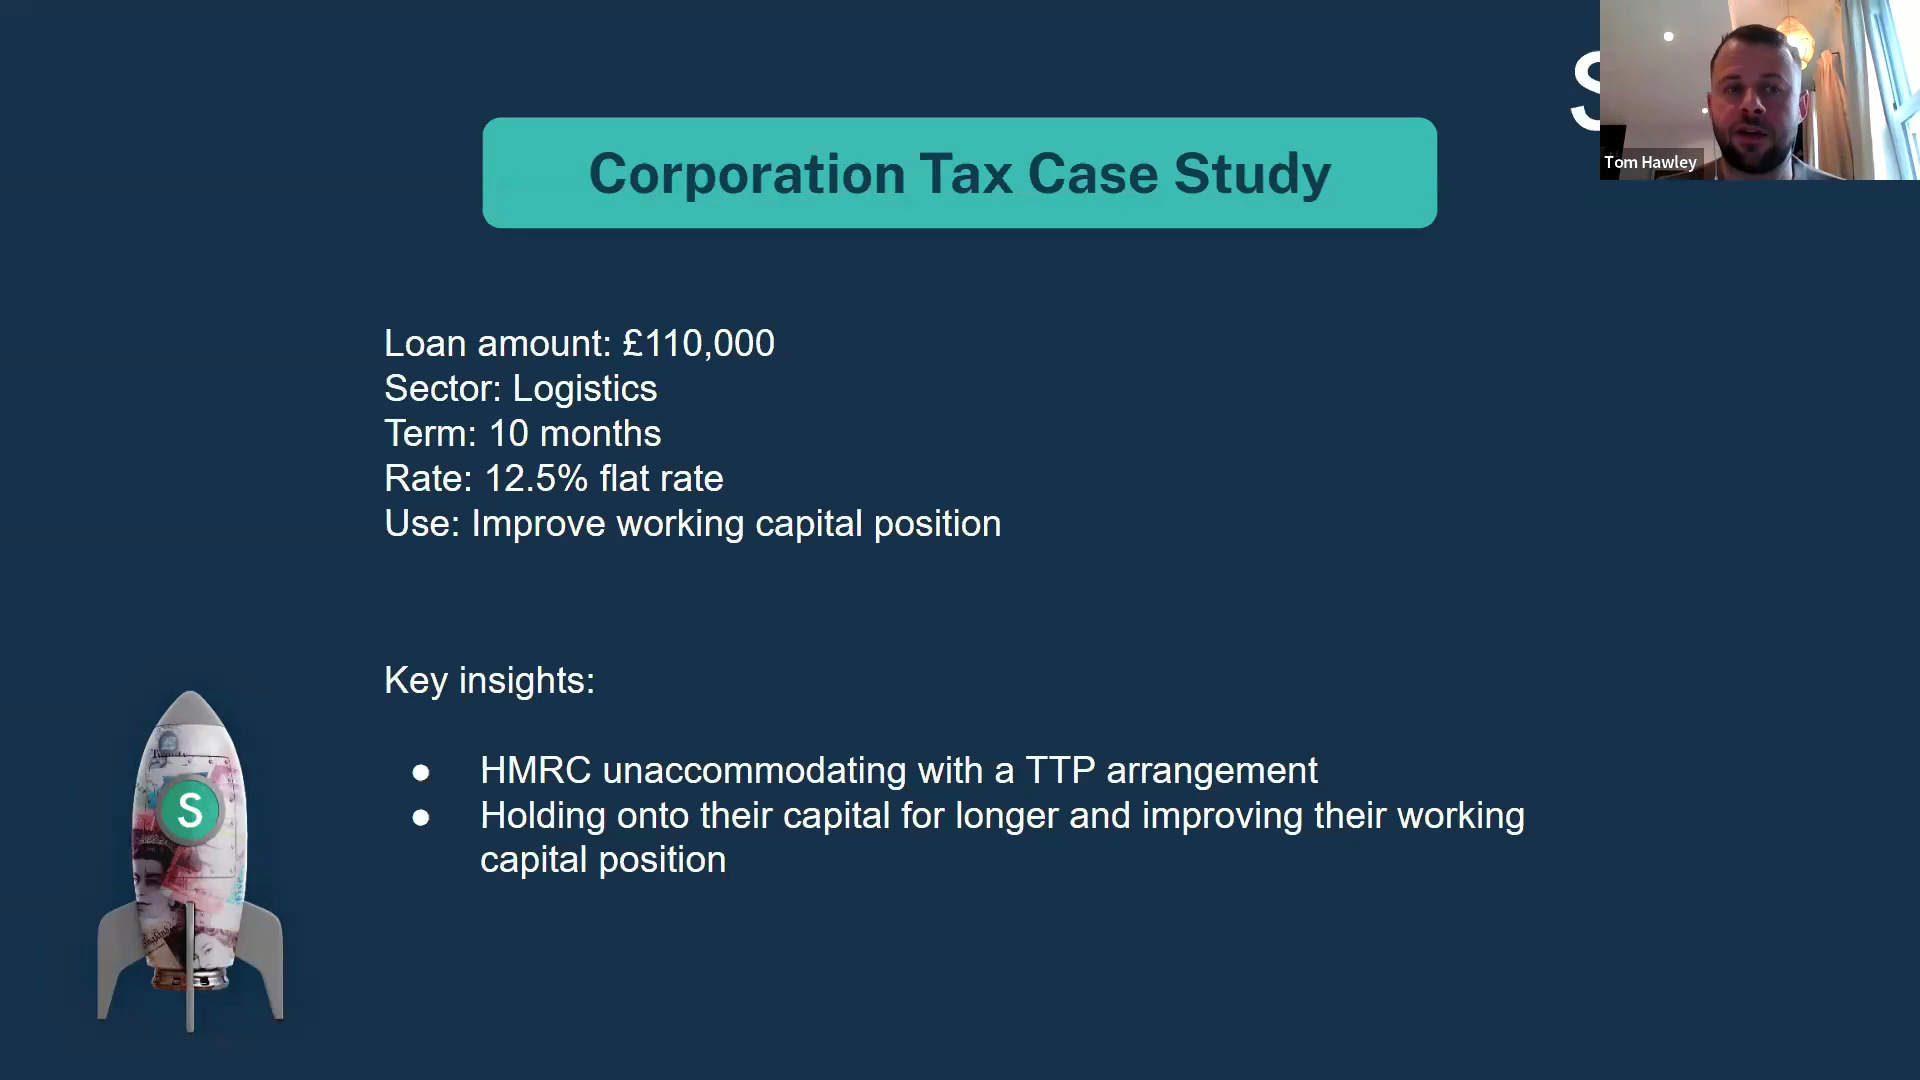 S
Tom Hawley
Corporation Tax Case Study
Loan amount: £110,000
Sector: Logistics
Term: 10 months
Rate: 12.5% flat rate
Use: Improve working capital position
Key insights:
● HMRC unaccommodating with a TTP arrangement
● Holding onto their capital for longer and improving their working
capital position
S